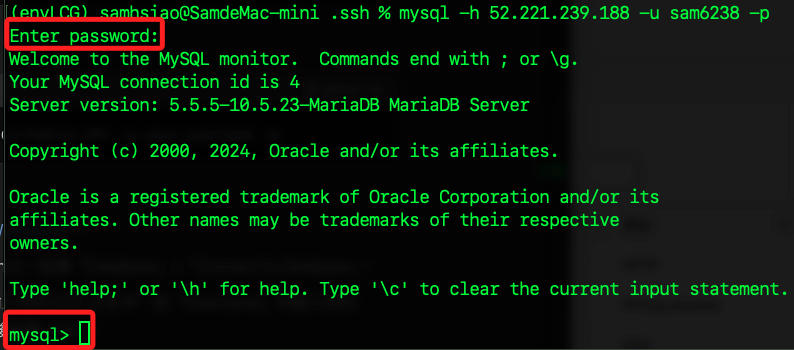 (envLCG) samhsiao@SamdeMac-mini .ssh % mysql -h 52.221.239.188 -u sam6238 -p
Enter password:
Welcome to the MySQL monitor.  Commands end with ; or \g.
Your MySQL connection id is 4
Server version: 5.5.5-10.5.23-MariaDB MariaDB Server
Copyright (c) 2000, 2024, Oracle and/or its affiliates.
Oracle is a registered trademark of Oracle Corporation and/or its
affiliates. Other names may be trademarks of their respective
owners.
Type 'help;' or '\h' for help. Type '\c' to clear the current input statement.
mysql>